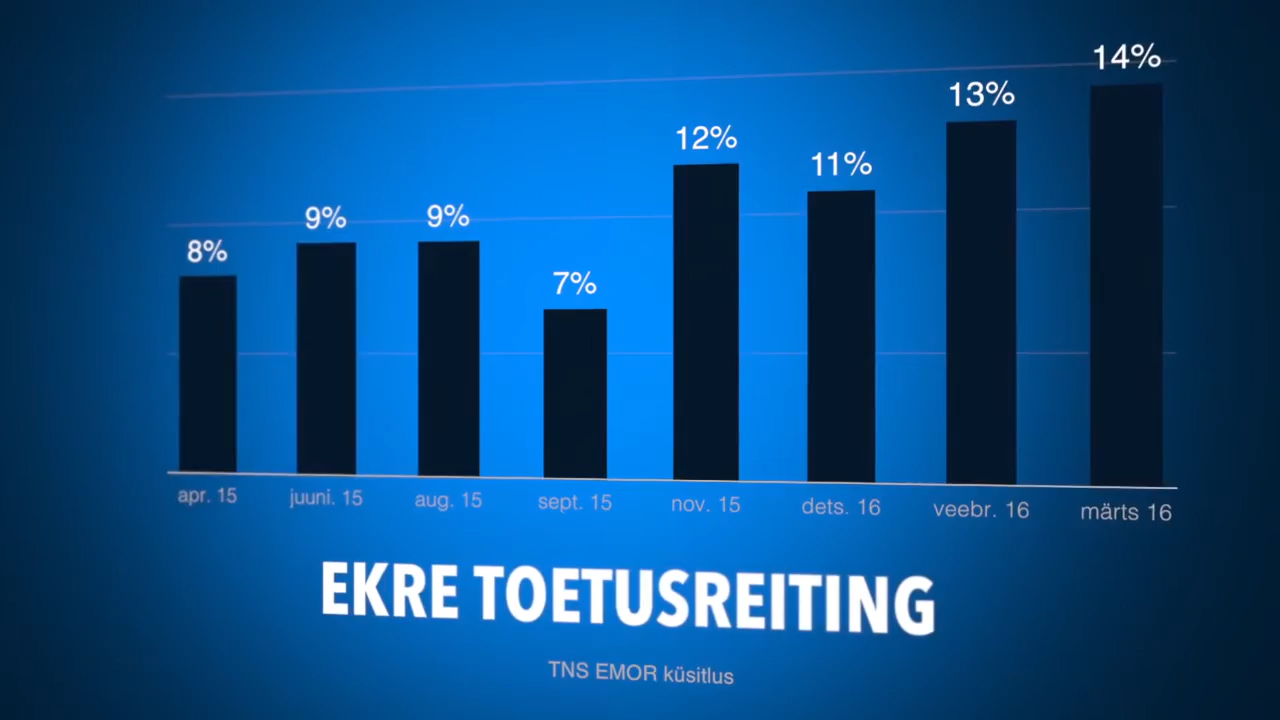 8% 9% 9% 7% 12% 11% 13% 14%
apr. 15 juuni. 15 aug. 15 sept. 15 nov. 15 dets. 16 veebr. 16 märts 16
EKRE TOETUSREITING
TNS EMOR küsitlus